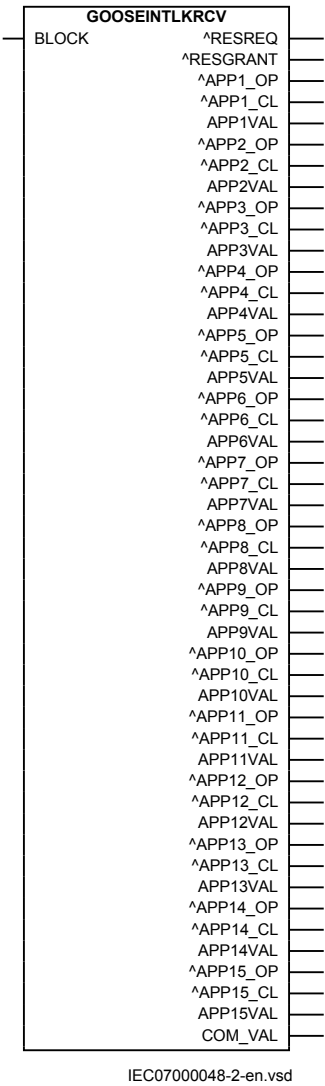 GOOSEINTLKRCV
BLOCK ^RESREQ
^RESGRANT
^APP1_OP
^APP1_CL
APP1VAL
^APP2_OP
^APP2_CL
APP2VAL
^APP3_OP
^APP3_CL
APP3VAL
^APP4_OP
^APP4_CL
APP4VAL
^APP5_OP
^APP5_CL
APP5VAL
^APP6_OP
^APP6_CL
APP6VAL
^APP7_OP
^APP7_CL
APP7VAL
^APP8_OP
^APP8_CL
APP8VAL
^APP9_OP
^APP9_CL
APP9VAL
^APP10_OP
^APP10_CL
APP10VAL
^APP11_OP
^APP11_CL
APP11VAL
^APP12_OP
^APP12_CL
APP12VAL
^APP13_OP
^APP13_CL
APP13VAL
^APP14_OP
^APP14_CL
APP14VAL
^APP15_OP
^APP15_CL
APP15VAL
COM_VAL
IEC07000048-2-en.vsd